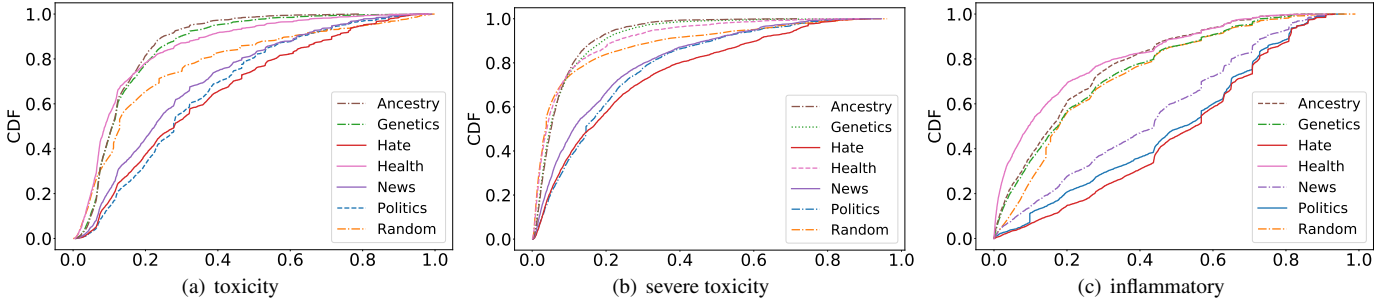 CDF
1.0
0.8
0.6
0.4
0.2
0.0
Ancestry
Genetics
Hate
Health
News
Politics
Random
0.0 0.2 0.4 0.6 0.8 1.0
(a) toxicity
CDF
1.0
0.8
0.6
0.4
0.2
0.0
Ancestry
Genetics
Hate
Health
News
Politics
Random
0.0 0.2 0.4 0.6 0.8 1.0
(b) severe toxicity
CDF
1.0
0.8
0.6
0.4
0.2
0.0
Ancestry
Genetics
Hate
Health
News
Politics
Random
0.0 0.2 0.4 0.6 0.8 1.0
(c) inflammatory